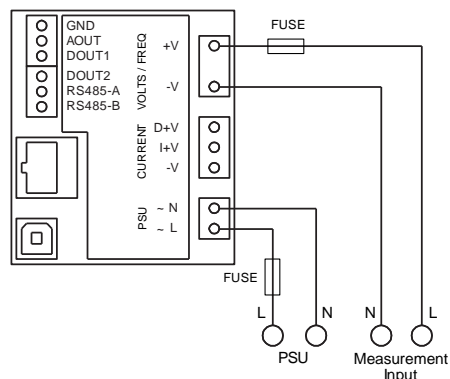 GND
AOUT
DOUT1
DOUT2
RS485-A
RS485-B
VOLTS / FREQ
+V
-V
CURRENT
D+V
I+V
-V
PSU
~ N
~ L
FUSE
FUSE
L
N
N
L
PSU
Measurement
Input